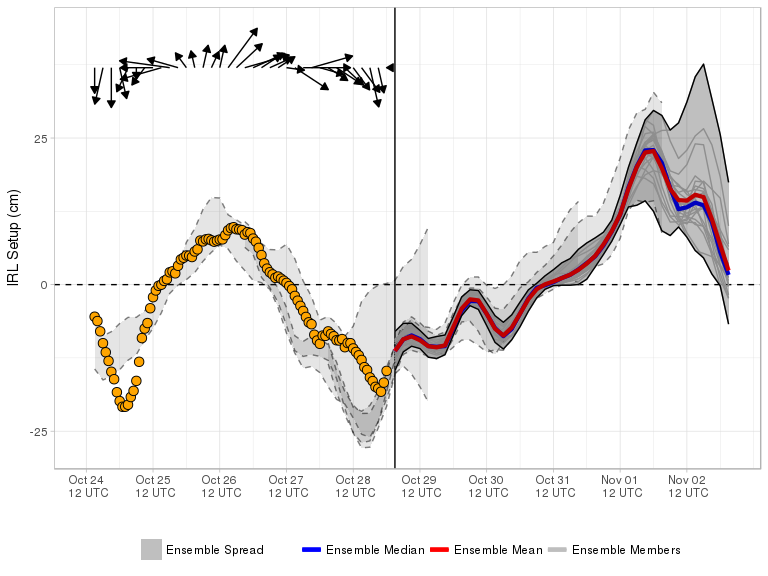 IRL Setup (cm)
25
0
-25
Oct 24 Oct 25 Oct 26 Oct 27 Oct 28 Oct 29 Oct 30 Oct 31 Nov 01 Nov 02
12 UTC 12 UTC 12 UTC 12 UTC 12 UTC 12 UTC 12 UTC 12 UTC 12 UTC 12 UTC
Ensemble Spread Ensemble Median Ensemble Mean Ensemble Members